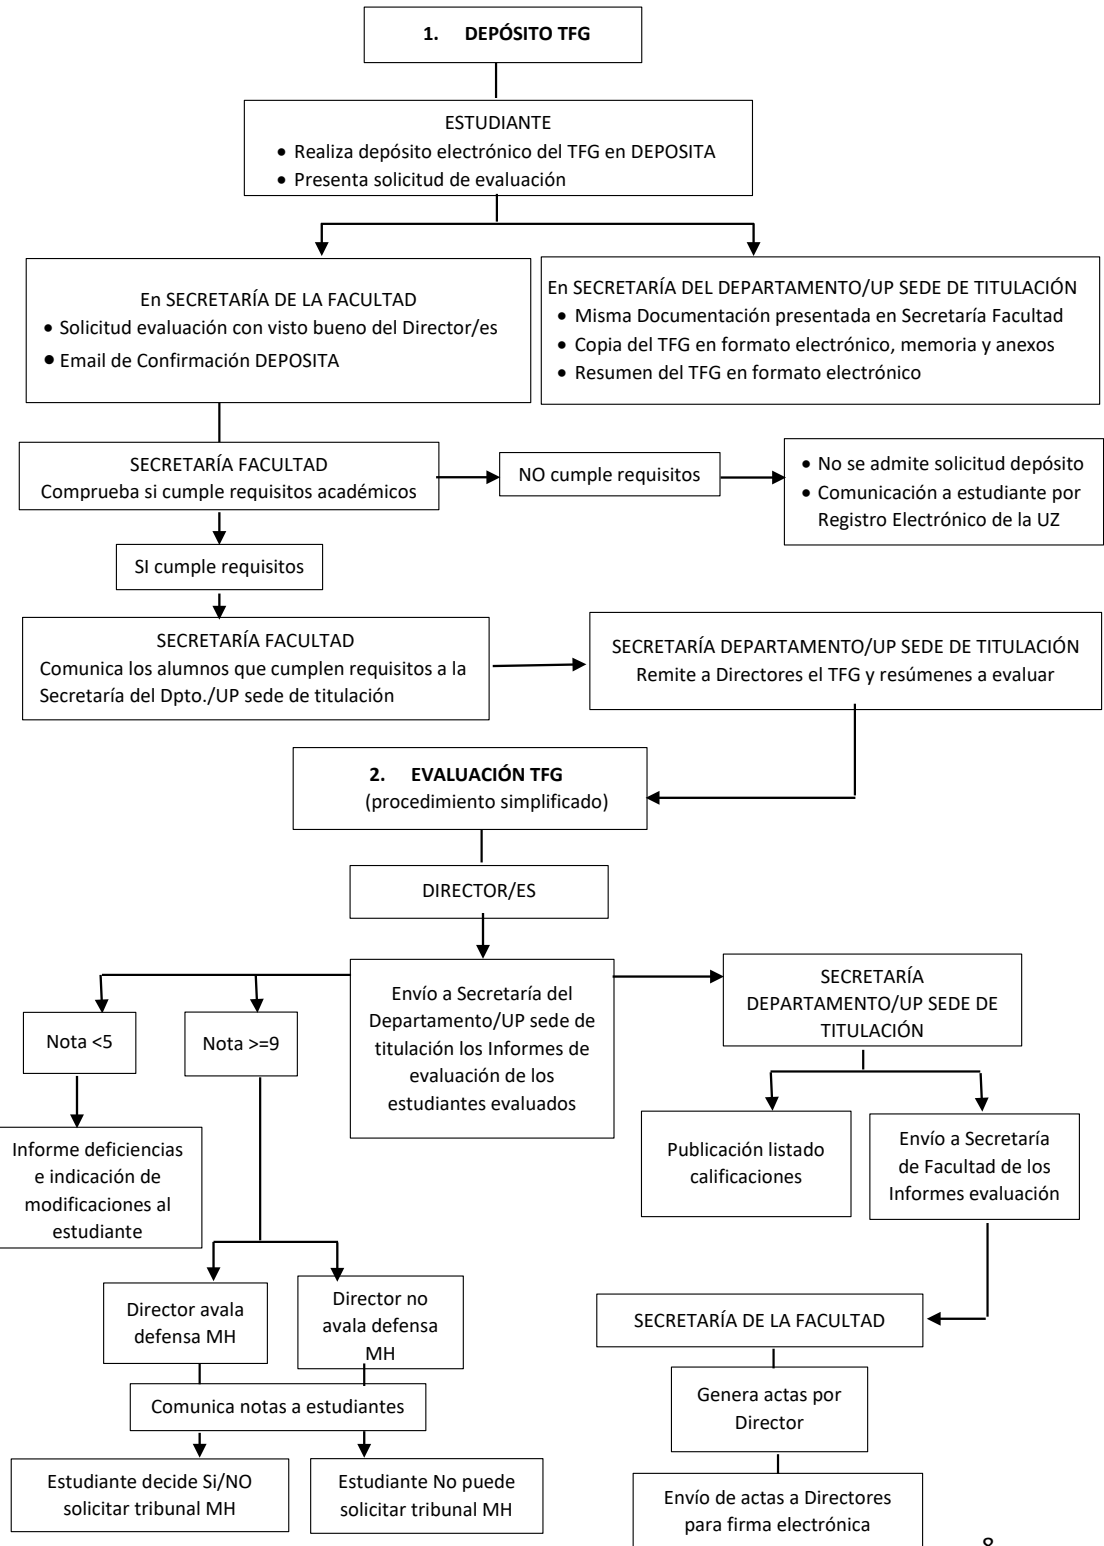 1. DEPÓSITO TFG
ESTUDIANTE
• Realiza depósito electrónico del TFG en DEPOSITA
• Presenta solicitud de evaluación
En SECRETARÍA DE LA FACULTAD
• Solicitud evaluación con visto bueno del Director/es
• Email de Confirmación DEPOSITA
En SECRETARÍA DEL DEPARTAMENTO/UP SEDE DE TITULACIÓN
• Misma Documentación presentada en Secretaría Facultad
• Copia del TFG en formato electrónico, memoria y anexos
• Resumen del TFG en formato electrónico
SECRETARÍA FACULTAD
Comprueba si cumple requisitos académicos
NO cumple requisitos
• No se admite solicitud depósito
• Comunicación a estudiante por
Registro Electrónico de la UZ
SI cumple requisitos
SECRETARÍA FACULTAD
Comunica los alumnos que cumplen requisitos a la
Secretaría del Dpto./UP sede de titulación
SECRETARÍA DEPARTAMENTO/UP SEDE DE TITULACIÓN
Remite a Directores el TFG y resúmenes a evaluar
2. EVALUACIÓN TFG
(procedimiento simplificado)
DIRECTOR/ES
Envío a Secretaría del
Departamento/UP sede de
titulación los Informes de
evaluación de los
estudiantes evaluados
SECRETARÍA
DEPARTAMENTO/UP SEDE DE
TITULACIÓN
Nota <5
Nota >=9
Informe deficiencias
e indicación de
modificaciones al
estudiante
Publicación listado
calificaciones
Envío a Secretaría
de Facultad de los
Informes evaluación
Director avala
defensa MH
Director no
avala defensa
MH
SECRETARÍA DE LA FACULTAD
Comunica notas a estudiantes
Genera actas por
Director
Estudiante decide Si/NO
solicitar tribunal MH
Estudiante No puede
solicitar tribunal MH
Envío de actas a Directores
para firma electrónica
8